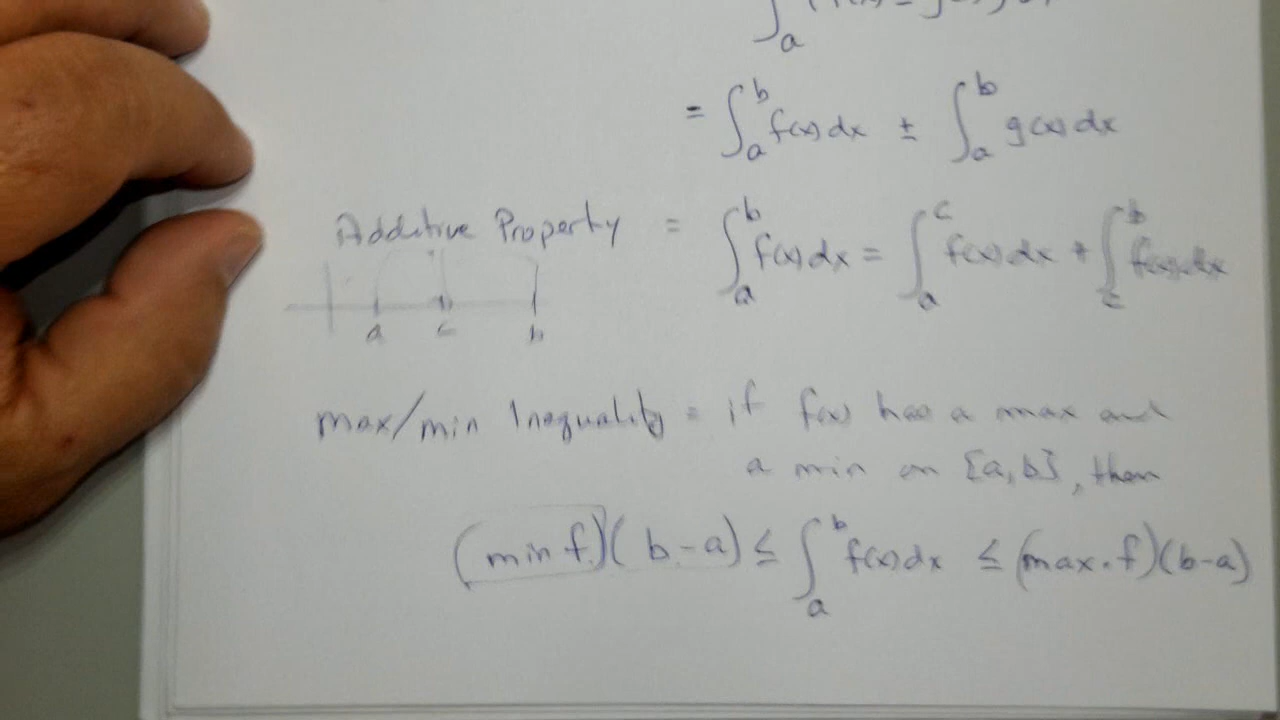 ∫_a
= ∫_a^b f(x) dx ± ∫_a^b g(x) dx
Additive Property = ∫_a^b f(x) dx = ∫_a^c f(x) dx + ∫_c^b f(x) dx
a c b
max/min Inequality = if f(x) has a max and
a min on [a,b], then
(min f.)(b-a) ≤ ∫_a^b f(x) dx ≤ (max.f)(b-a)